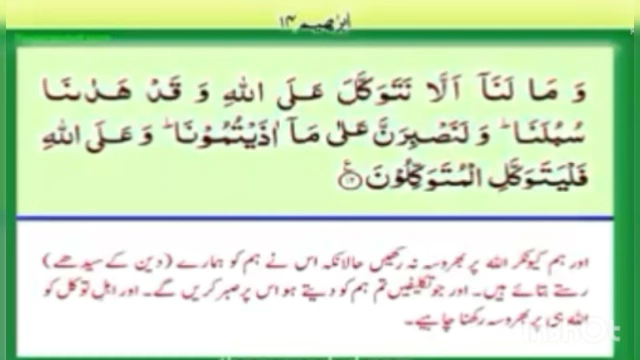 ابرٰھیم ۱۴
وَ مَا لَنَاۤ اَلَّا نَتَوَكَّلَ عَلَى اللّٰهِ وَ قَدْ هَدٰىنَا
سُبُلَنَا ؕ وَ لَنَصْبِرَنَّ عَلٰى مَاۤ اٰذَیْتُمُوْنَا ؕ وَ عَلَى اللّٰهِ
فَلْیَتَوَكَّلِ الْمُتَوَكِّلُوْنَ ﴿۱۲﴾
اور ہم کیونکر اللہ پر بھروسہ نہ رکھیں حالانکہ اس نے ہم کو ہمارے (دین کے سیدھے)
رستے بتائے ہیں۔ اور جو تکلیفیں تم ہم کو دیتے ہو اس پر صبر کریں گے۔ اور اہل توکل کو
اللہ ہی پر بھروسہ رکھنا چاہیے۔